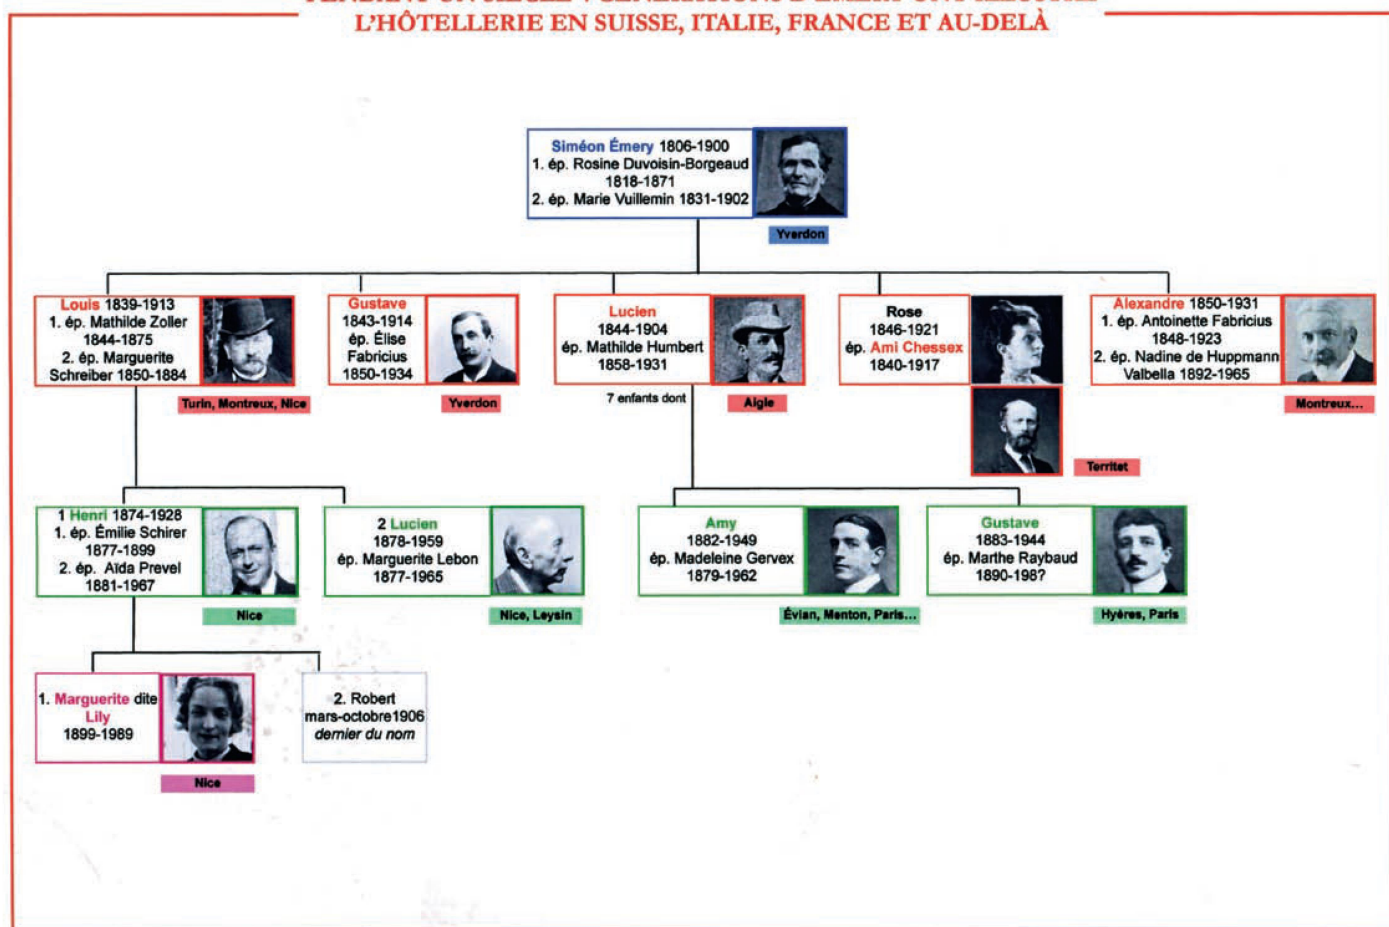 L'HÔTELLERIE EN SUISSE, ITALIE, FRANCE ET AU-DELÀ
Siméon Émery 1806-1900
1. ép. Rosine Duvoisin-Borgeaud
1818-1871
2. ép. Marie Vuillemin 1831-1902
Yverdon
Louis 1839-1913
1. ép. Mathilde Zoller
1844-1875
2. ép. Marguerite
Schreiber 1850-1884
Turin, Montreux, Nice
Gustave
1843-1914
ép. Élise
Fabricius
1850-1934
Yverdon
Lucien
1844-1904
ép. Mathilde Humbert
1858-1931
7 enfants dont
Aigle
Rose
1846-1921
ép. Ami Chessex
1840-1917
Territet
Alexandre 1850-1931
1. ép. Antoinette Fabricius
1848-1923
2. ép. Nadine de Huppmann
Valbella 1892-1965
Montreux...
1 Henri 1874-1928
1. ép. Émilie Schirer
1877-1899
2. ép. Aïda Prevel
1881-1967
Nice
2 Lucien
1878-1959
ép. Marguerite Lebon
1877-1965
Nice, Leysin
Amy
1882-1949
ép. Madeleine Gervex
1879-1962
Évian, Menton, Paris...
Gustave
1883-1944
ép. Marthe Raybaud
1890-198?
Hyères, Paris
1. Marguerite dite
Lily
1899-1989
Nice
2. Robert
mars-octobre1906
dernier du nom